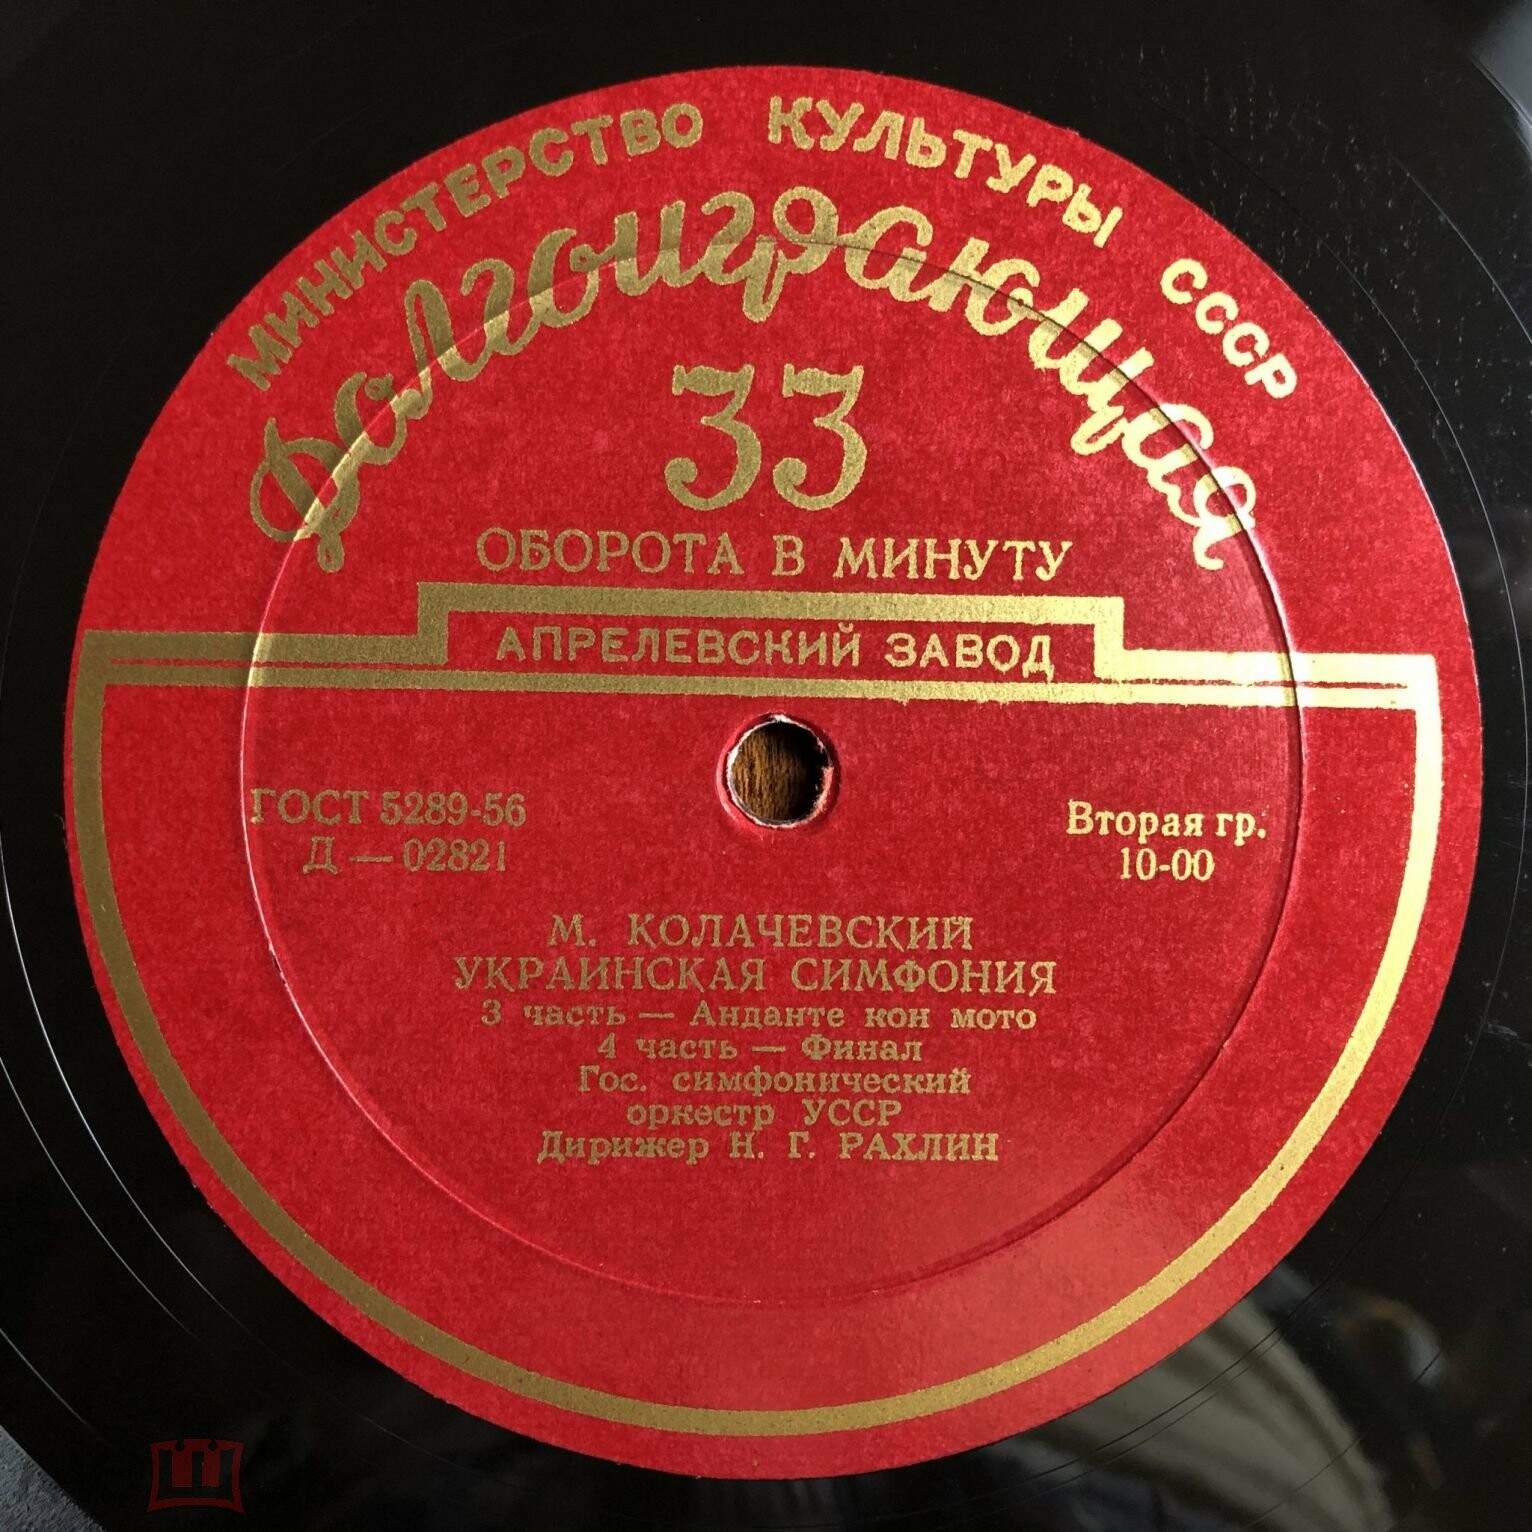 МИНИСТЕРСТВО КУЛЬТУРЫ СССР
Долгоиграющая
33
ОБОРОТА В МИНУТУ
АПРЕЛЕВСКИЙ ЗАВОД
ГОСТ 5289-56
Д — 02821
Вторая гр.
10-00
М. КОЛАЧЕВСКИЙ
УКРАИНСКАЯ СИМФОНИЯ
3 часть — Анданте кон мото
4 часть — Финал
Гос. симфонический
оркестр УССР
Дирижер Н. Г. РАХЛИН